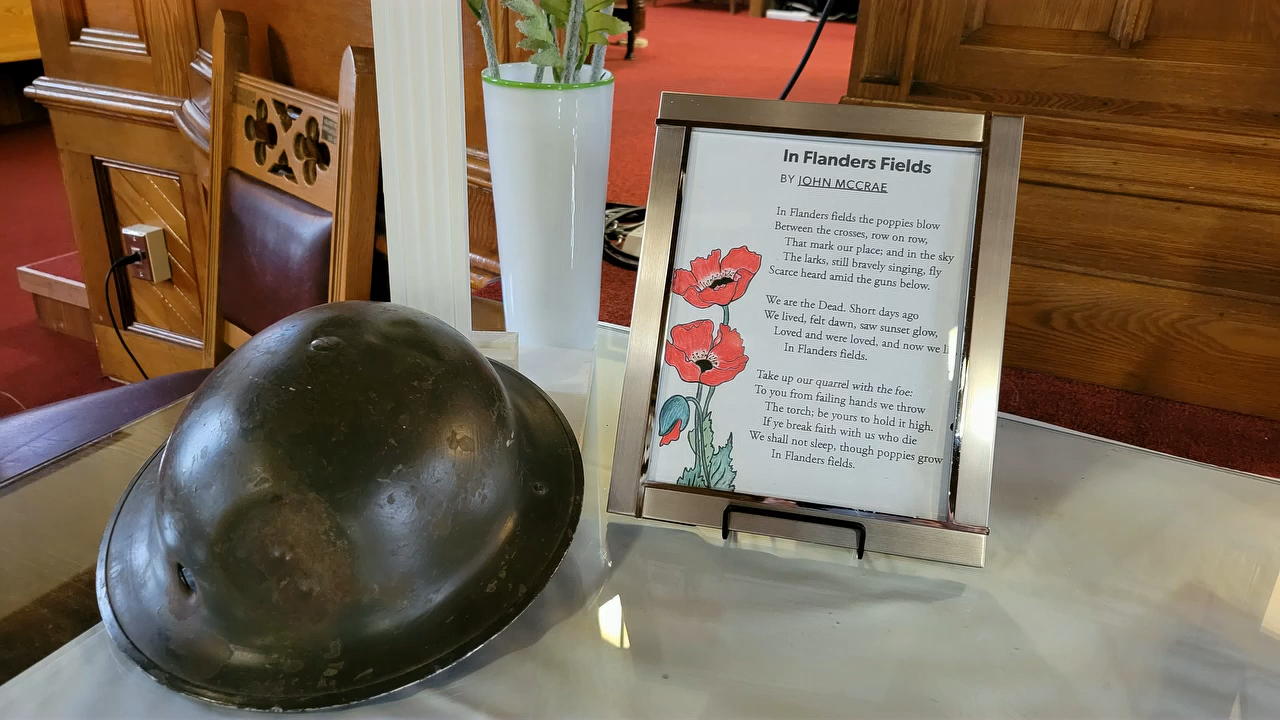 In Flanders Fields
BY JOHN MCCRAE
In Flanders fields the poppies blow
Between the crosses, row on row,
That mark our place; and in the sky
The larks, still bravely singing, fly
Scarce heard amid the guns below.
We are the Dead. Short days ago
We lived, felt dawn, saw sunset glow,
Loved and were loved, and now we
In Flanders fields.
Take up our quarrel with the foe:
To you from failing hands we throw
The torch; be yours to hold it high.
If ye break faith with us who die
We shall not sleep, though poppies grow
In Flanders fields.